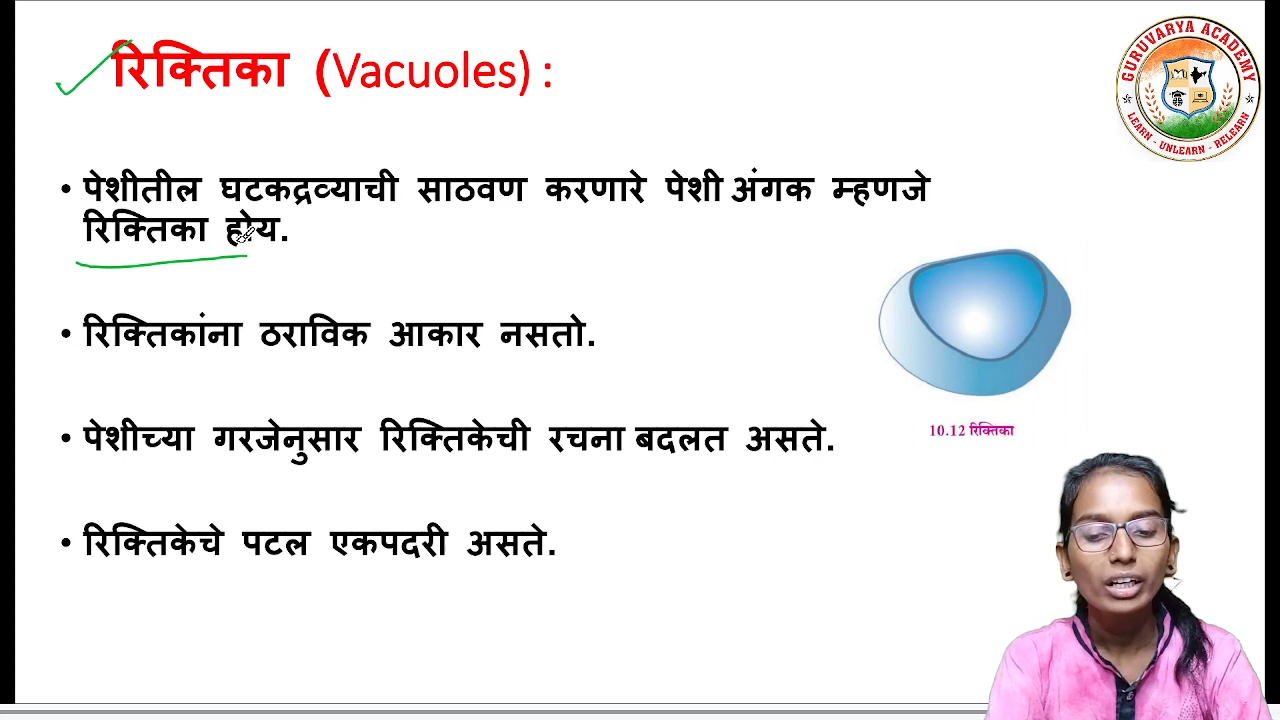 रिक्तिका (Vacuoles) :
GURUVARYA ACADEMY
LEARN - UNLEARN - RELEARN
• पेशीतील घटकद्रव्याची साठवण करणारे पेशी अंगक म्हणजे
रिक्तिका होय.
• रिक्तिकांना ठराविक आकार नसतो.
• पेशीच्या गरजेनुसार रिक्तिकेची रचना बदलत असते.
10.12 रिक्तिका
• रिक्तिकेचे पटल एकपदरी असते.